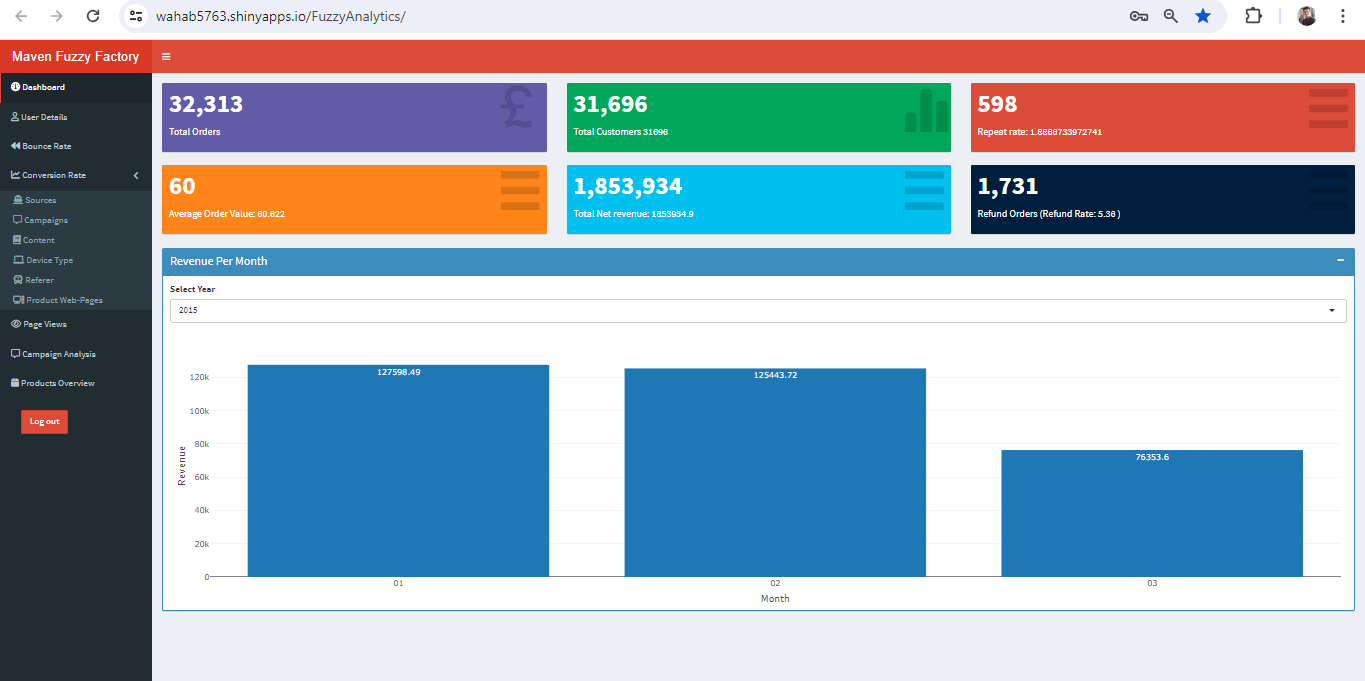 wahab5763.shinyapps.io/FuzzyAnalytics/
Maven Fuzzy Factory
Dashboard
User Details
Bounce Rate
Conversion Rate
Sources
Campaigns
Content
Device Type
Referer
Product Web-Pages
Page Views
Campaign Analysis
Products Overview
Log out
32,313
Total Orders
£
31,696
Total Customers 31696
598
Repeat rate: 1.8866733972741
60
Average Order Value: 60.622
1,853,934
Total Net revenue: 1853934.9
1,731
Refund Orders (Refund Rate: 5.36 )
Revenue Per Month
Select Year
2015
127598.49
125443.72
76353.6
120k
100k
80k
60k
40k
20k
0
Revenue
01
02
03
Month